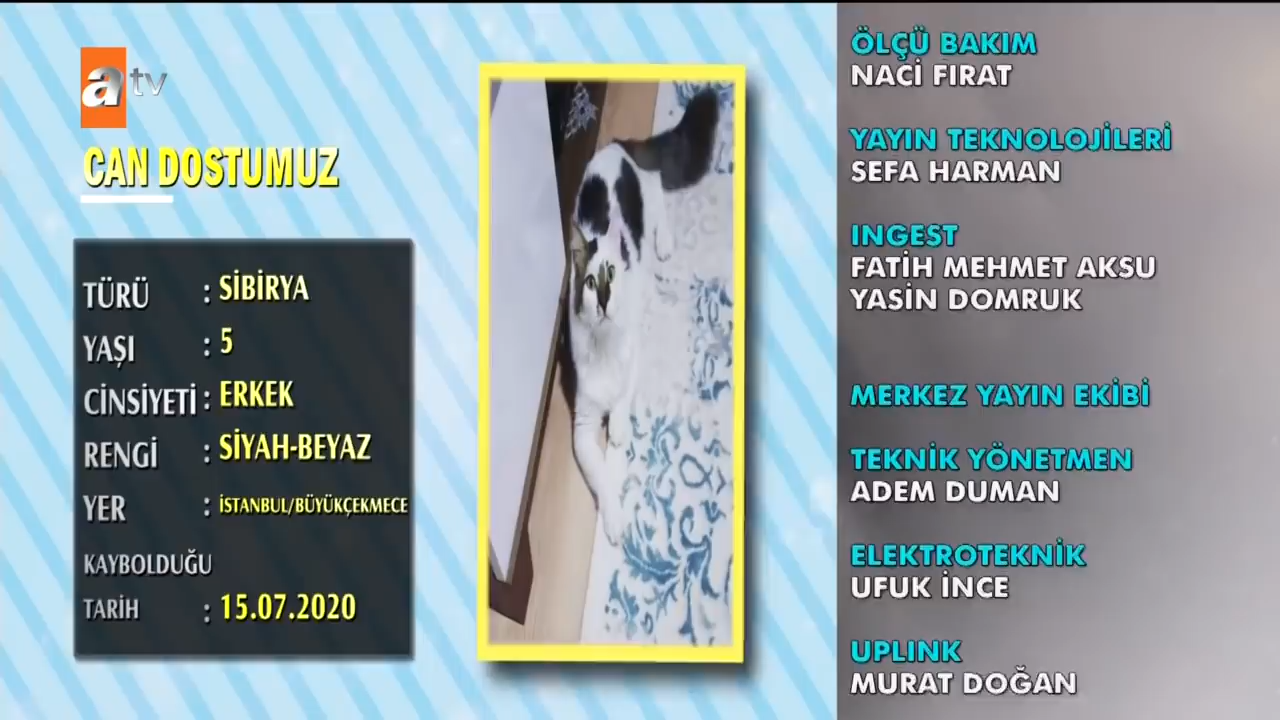 atv
CAN DOSTUMUZ
TÜRÜ : SİBİRYA
YAŞI : 5
CİNSİYETİ : ERKEK
RENGİ : SİYAH-BEYAZ
YER : İSTANBUL/BÜYÜKÇEKMECE
KAYBOLDUĞU
TARİH : 15.07.2020
ÖLÇÜ BAKIM
NACİ FIRAT
YAYIN TEKNOLOJİLERİ
SEFA HARMAN
INGEST
FATİH MEHMET AKSU
YASİN DOMRUK
MERKEZ YAYIN EKİBİ
TEKNİK YÖNETMEN
ADEM DUMAN
ELEKTROTEKNİK
UFUK İNCE
UPLINK
MURAT DOĞAN